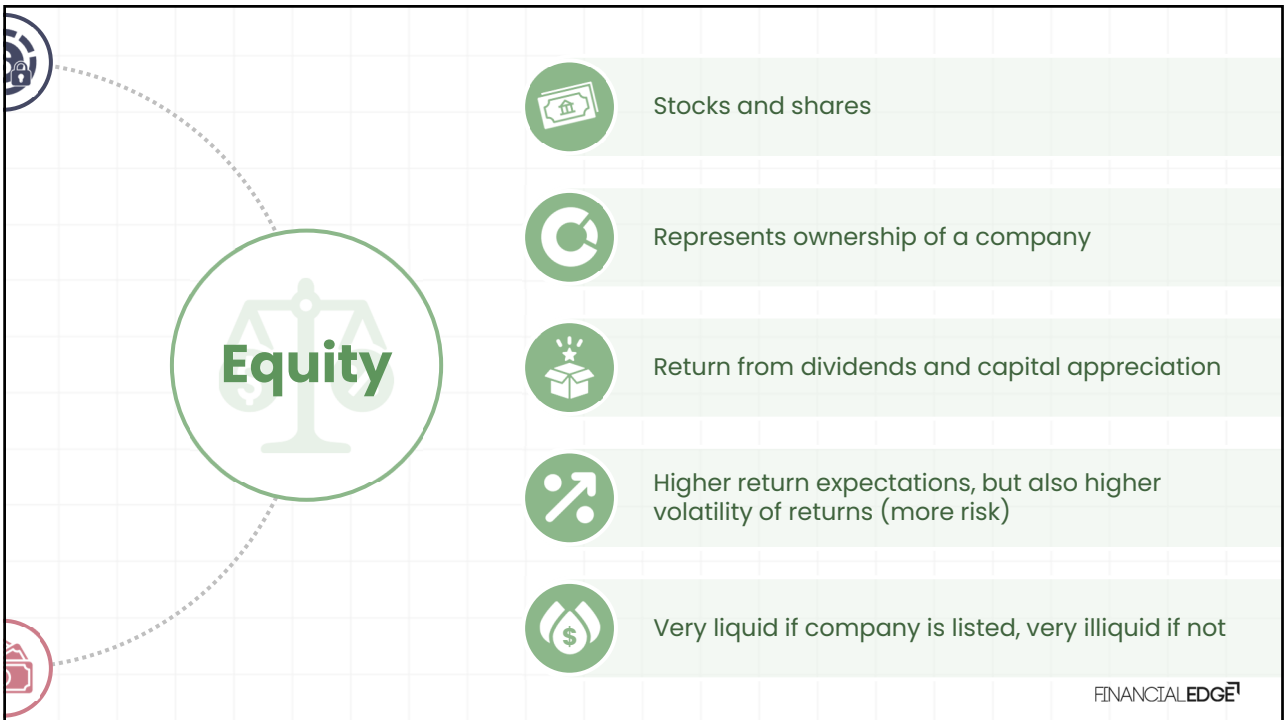 Stocks and shares
Represents ownership of a company
Equity
Return from dividends and capital appreciation
Higher return expectations, but also higher
volatility of returns (more risk)
Very liquid if company is listed, very illiquid if not
$
FINANCIALEDGE